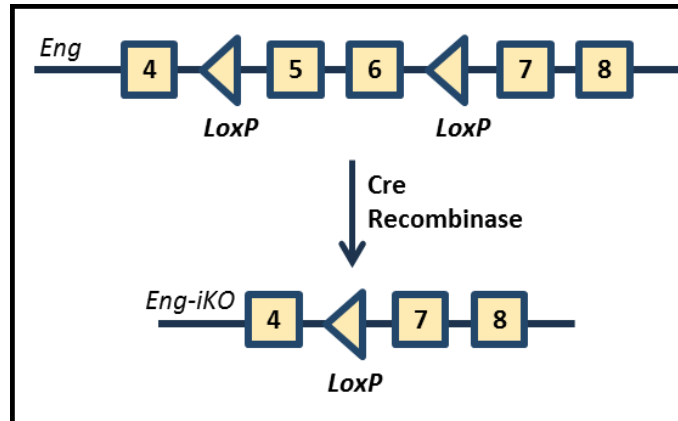 Eng
4 5 6 7 8
LoxP LoxP
Cre
Recombinase
Eng-iKO
4 7 8
LoxP